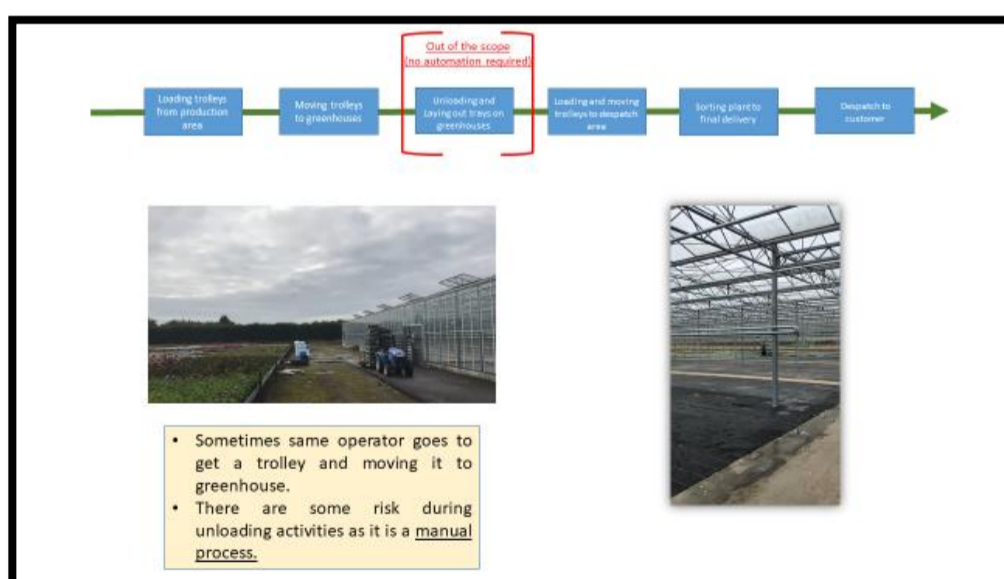 Out of the scope
(no automation required)
Loading trolleys
from production
area
Moving trolleys
to greenhouses
Unloading and
Laying out trays on
greenhouses
Loading and moving
trolleys to despatch
area
Sorting plant to
final delivery
Despatch to
customer
• Sometimes same operator goes to
get a trolley and moving it to
greenhouse.
• There are some risk during
unloading activities as it is a manual
process.